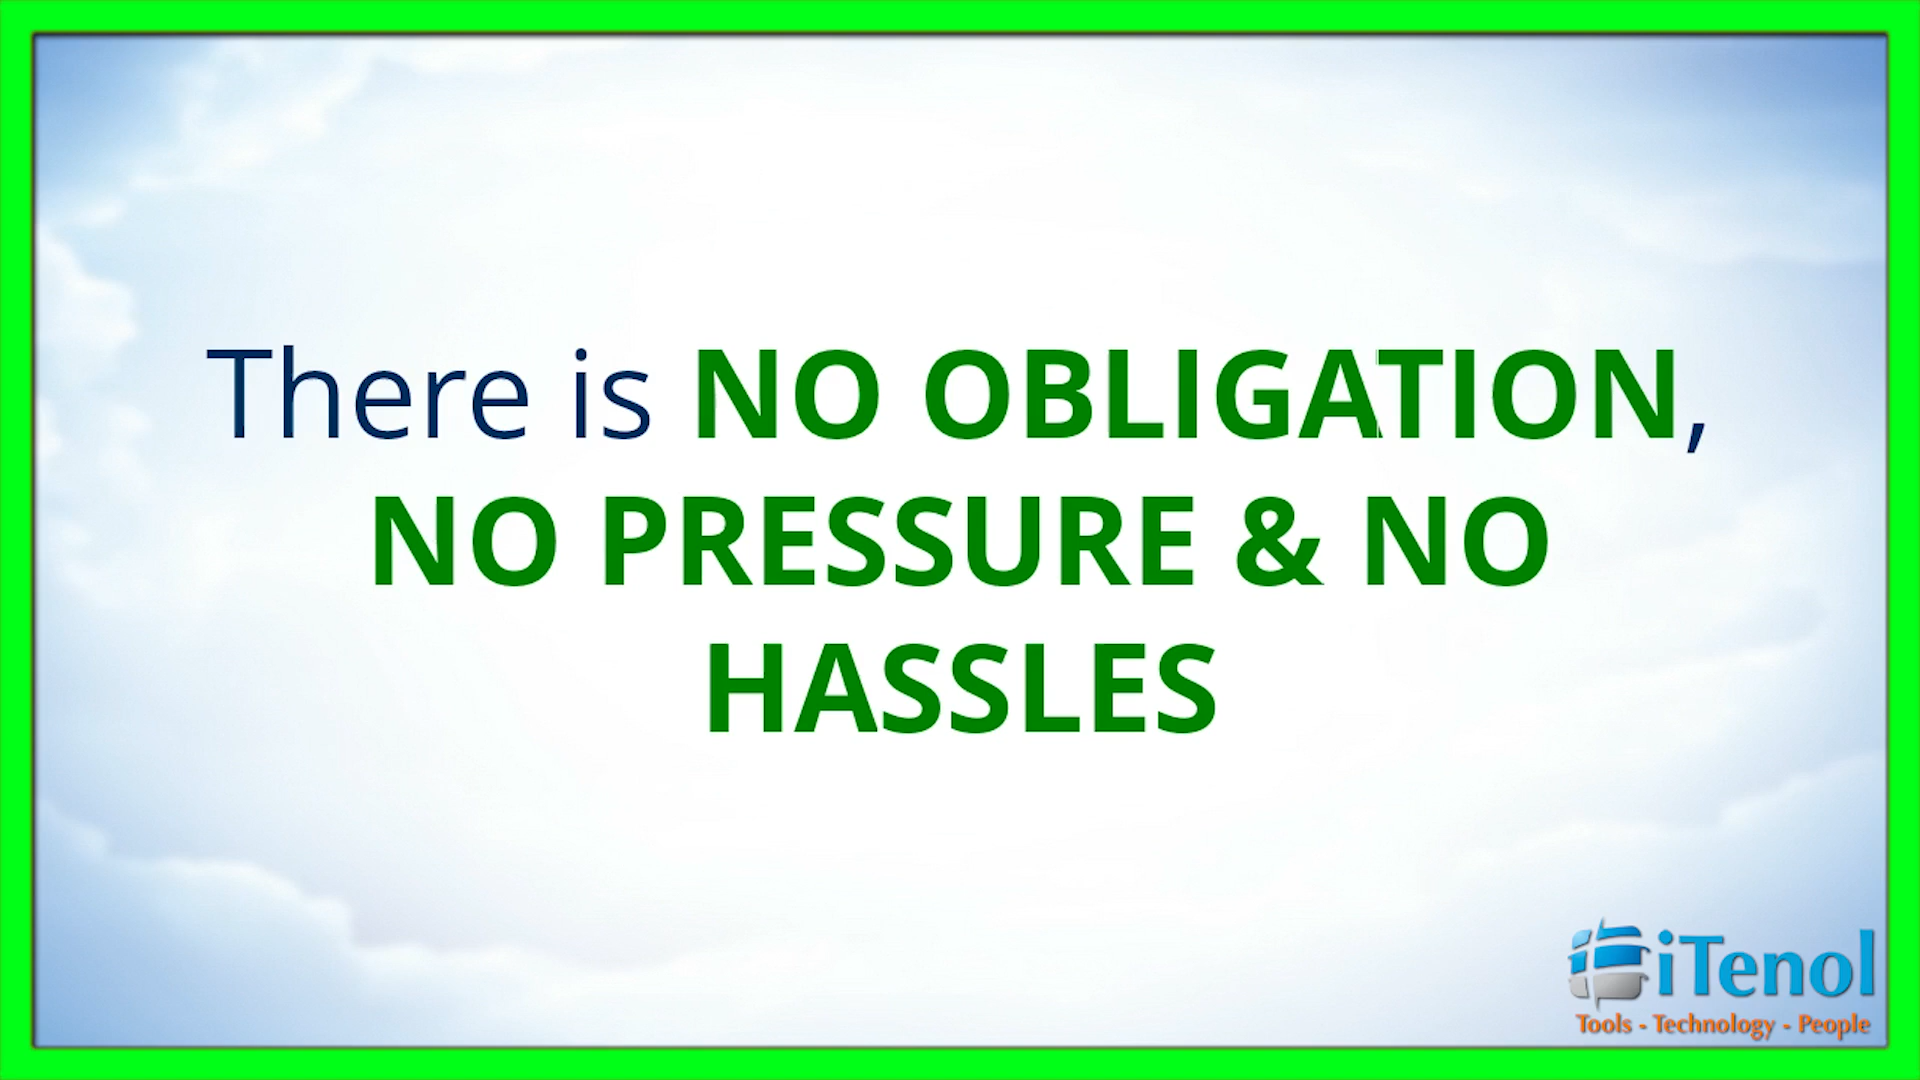 There is NO OBLIGATION,
NO PRESSURE & NO
HASSLES
iTenol
Tools - Technology - People